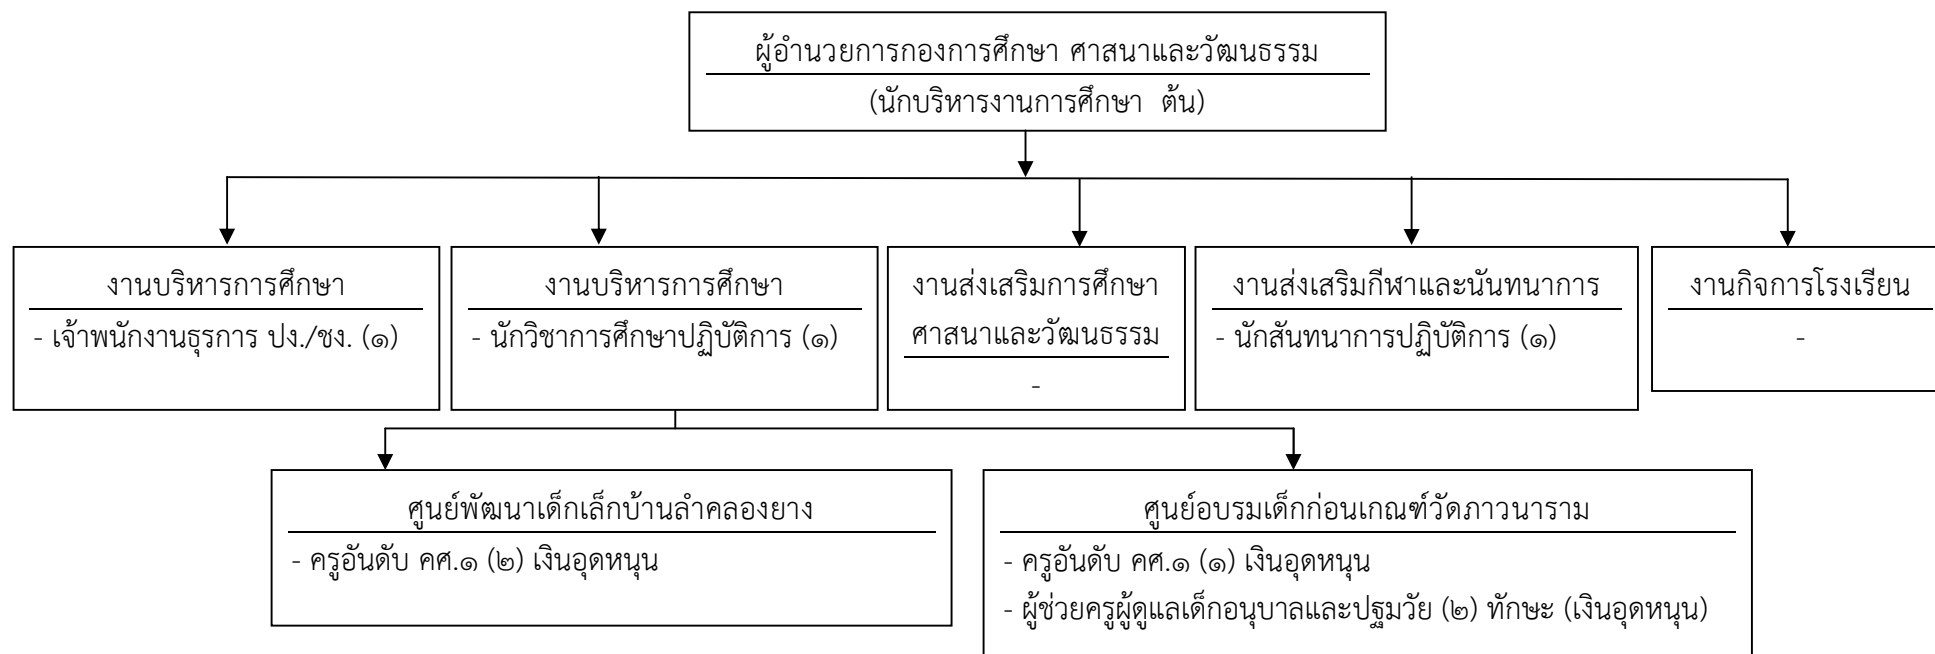 ผู้อำนวยการกองการศึกษา ศาสนาและวัฒนธรรม
(นักบริหารงานการศึกษา ต้น)
งานบริหารการศึกษา
- เจ้าพนักงานธุรการ ปง./ชง. (๑)
งานบริหารการศึกษา
- นักวิชาการศึกษาปฏิบัติการ (๑)
งานส่งเสริมการศึกษา
ศาสนาและวัฒนธรรม
-
งานส่งเสริมกีฬาและนันทนาการ
- นักสันทนาการปฏิบัติการ (๑)
งานกิจการโรงเรียน
-
ศูนย์พัฒนาเด็กเล็กบ้านลำคลองยาง
- ครูอันดับ คศ.๑ (๒) เงินอุดหนุน
ศูนย์อบรมเด็กก่อนเกณฑ์วัดภาวนาราม
- ครูอันดับ คศ.๑ (๑) เงินอุดหนุน
- ผู้ช่วยครูผู้ดูแลเด็กอนุบาลและปฐมวัย (๒) ทักษะ (เงินอุดหนุน)